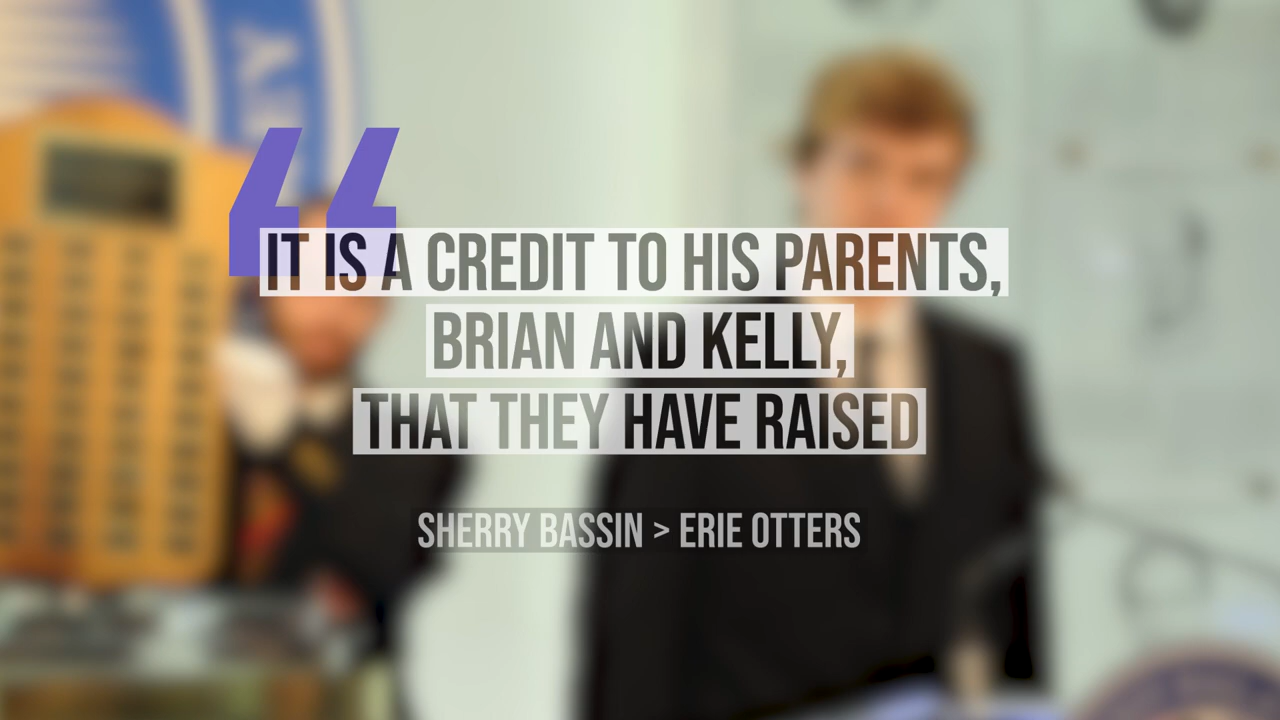 IT IS A CREDIT TO HIS PARENTS,
BRIAN AND KELLY,
THAT THEY HAVE RAISED
SHERRY BASSIN > ERIE OTTERS